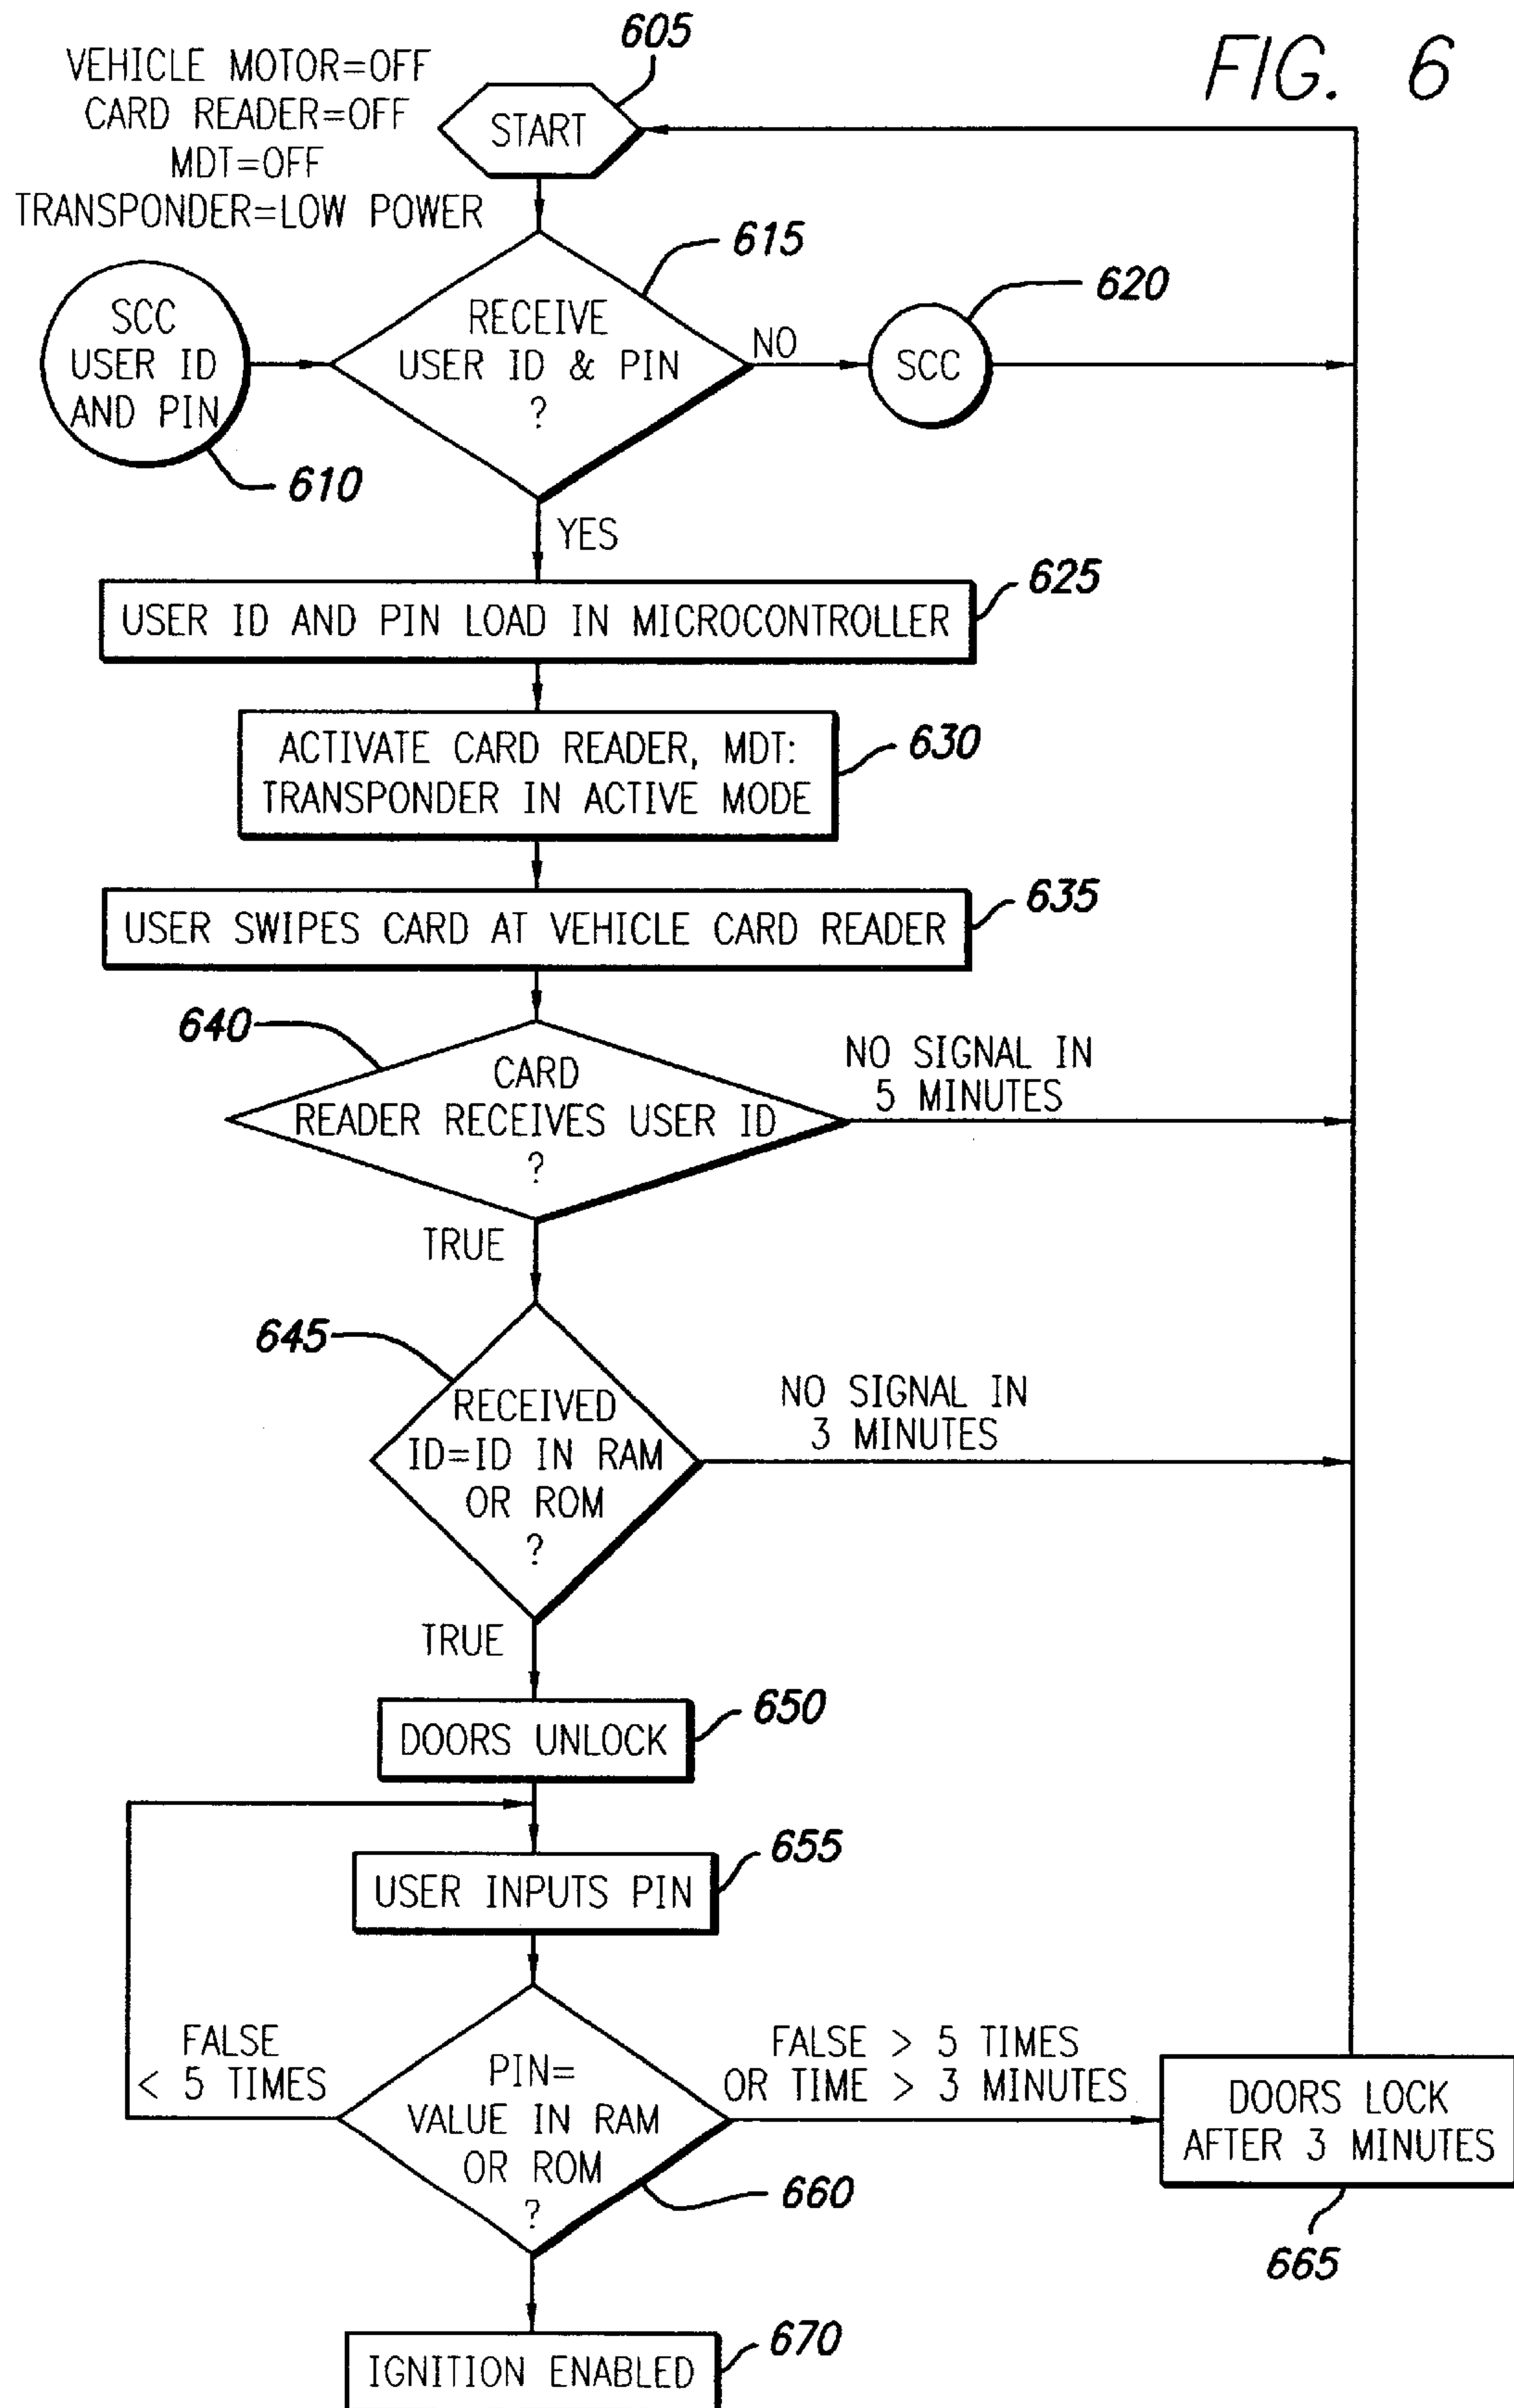 FIG. 6
605
VEHICLE MOTOR=OFF
CARD READER=OFF
MDT=OFF
TRANSPONDER=LOW POWER
START
615
620
SCC
USER ID
AND PIN
610
RECEIVE
USER ID & PIN
?
NO
SCC
YES
625
USER ID AND PIN LOAD IN MICROCONTROLLER
630
ACTIVATE CARD READER, MDT:
TRANSPONDER IN ACTIVE MODE
635
USER SWIPES CARD AT VEHICLE CARD READER
640
CARD
READER RECEIVES USER ID
?
NO SIGNAL IN
5 MINUTES
TRUE
645
RECEIVED
ID=ID IN RAM
OR ROM
?
NO SIGNAL IN
3 MINUTES
TRUE
650
DOORS UNLOCK
655
USER INPUTS PIN
FALSE
< 5 TIMES
PIN=
VALUE IN RAM
OR ROM
?
660
FALSE > 5 TIMES
OR TIME > 3 MINUTES
DOORS LOCK
AFTER 3 MINUTES
665
670
IGNITION ENABLED